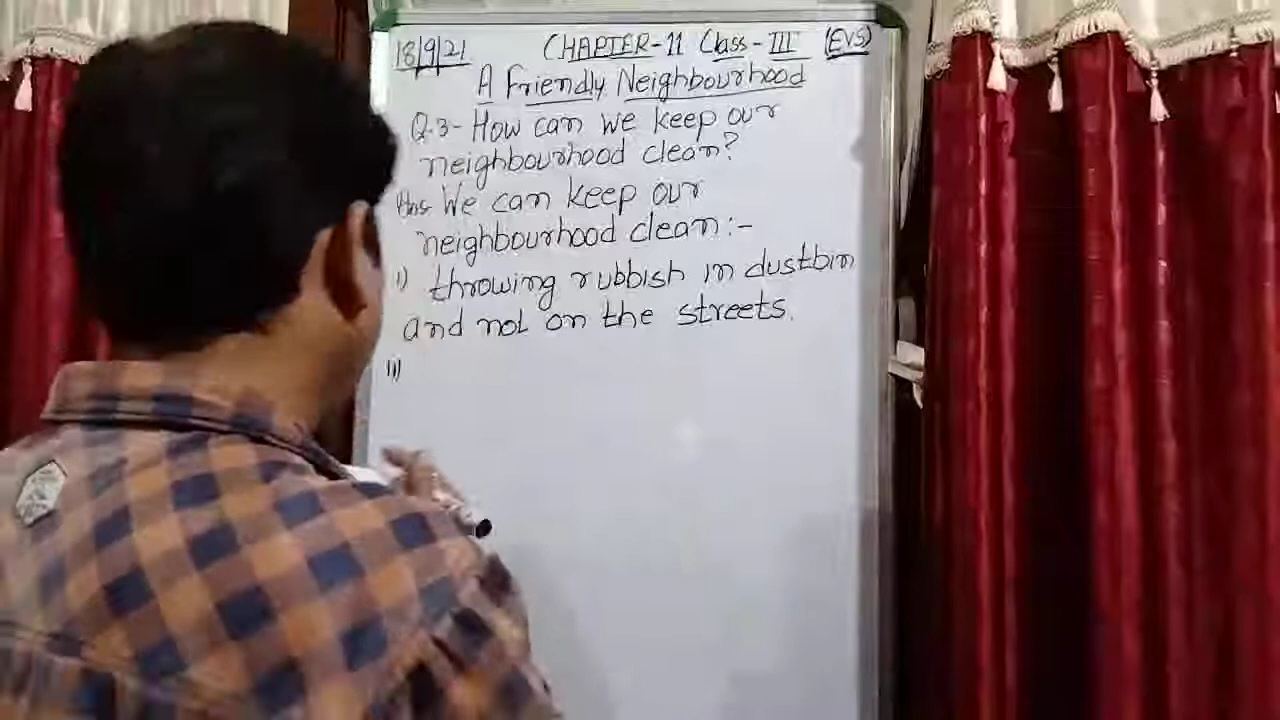 18/9/21 CHAPTER-11 Class-III (EVS)
A Friendly Neighbourhood
Q.3- How can we keep our
neighbourhood clean?
Ans We can keep our
neighbourhood clean:-
i) throwing rubbish in dustbin
and not on the streets.
ii)